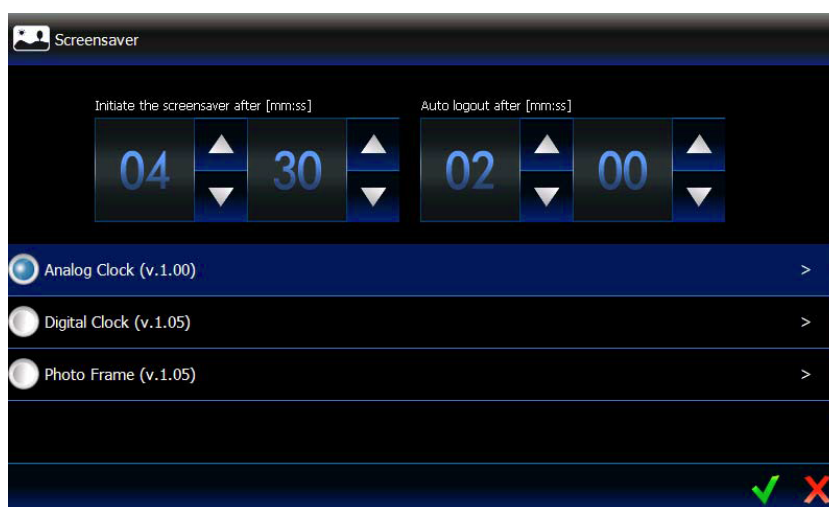 Screensaver
Initiate the screensaver after [mm:ss] Auto logout after [mm:ss]
04 30 02 00
Analog Clock (v.1.00) >
Digital Clock (v.1.05) >
Photo Frame (v.1.05) >